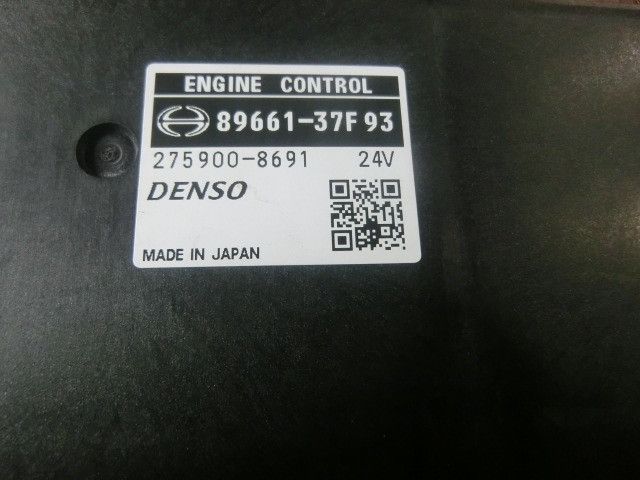 ENGINE CONTROL
89661-37F93
275900-8691 24V
DENSO
MADE IN JAPAN